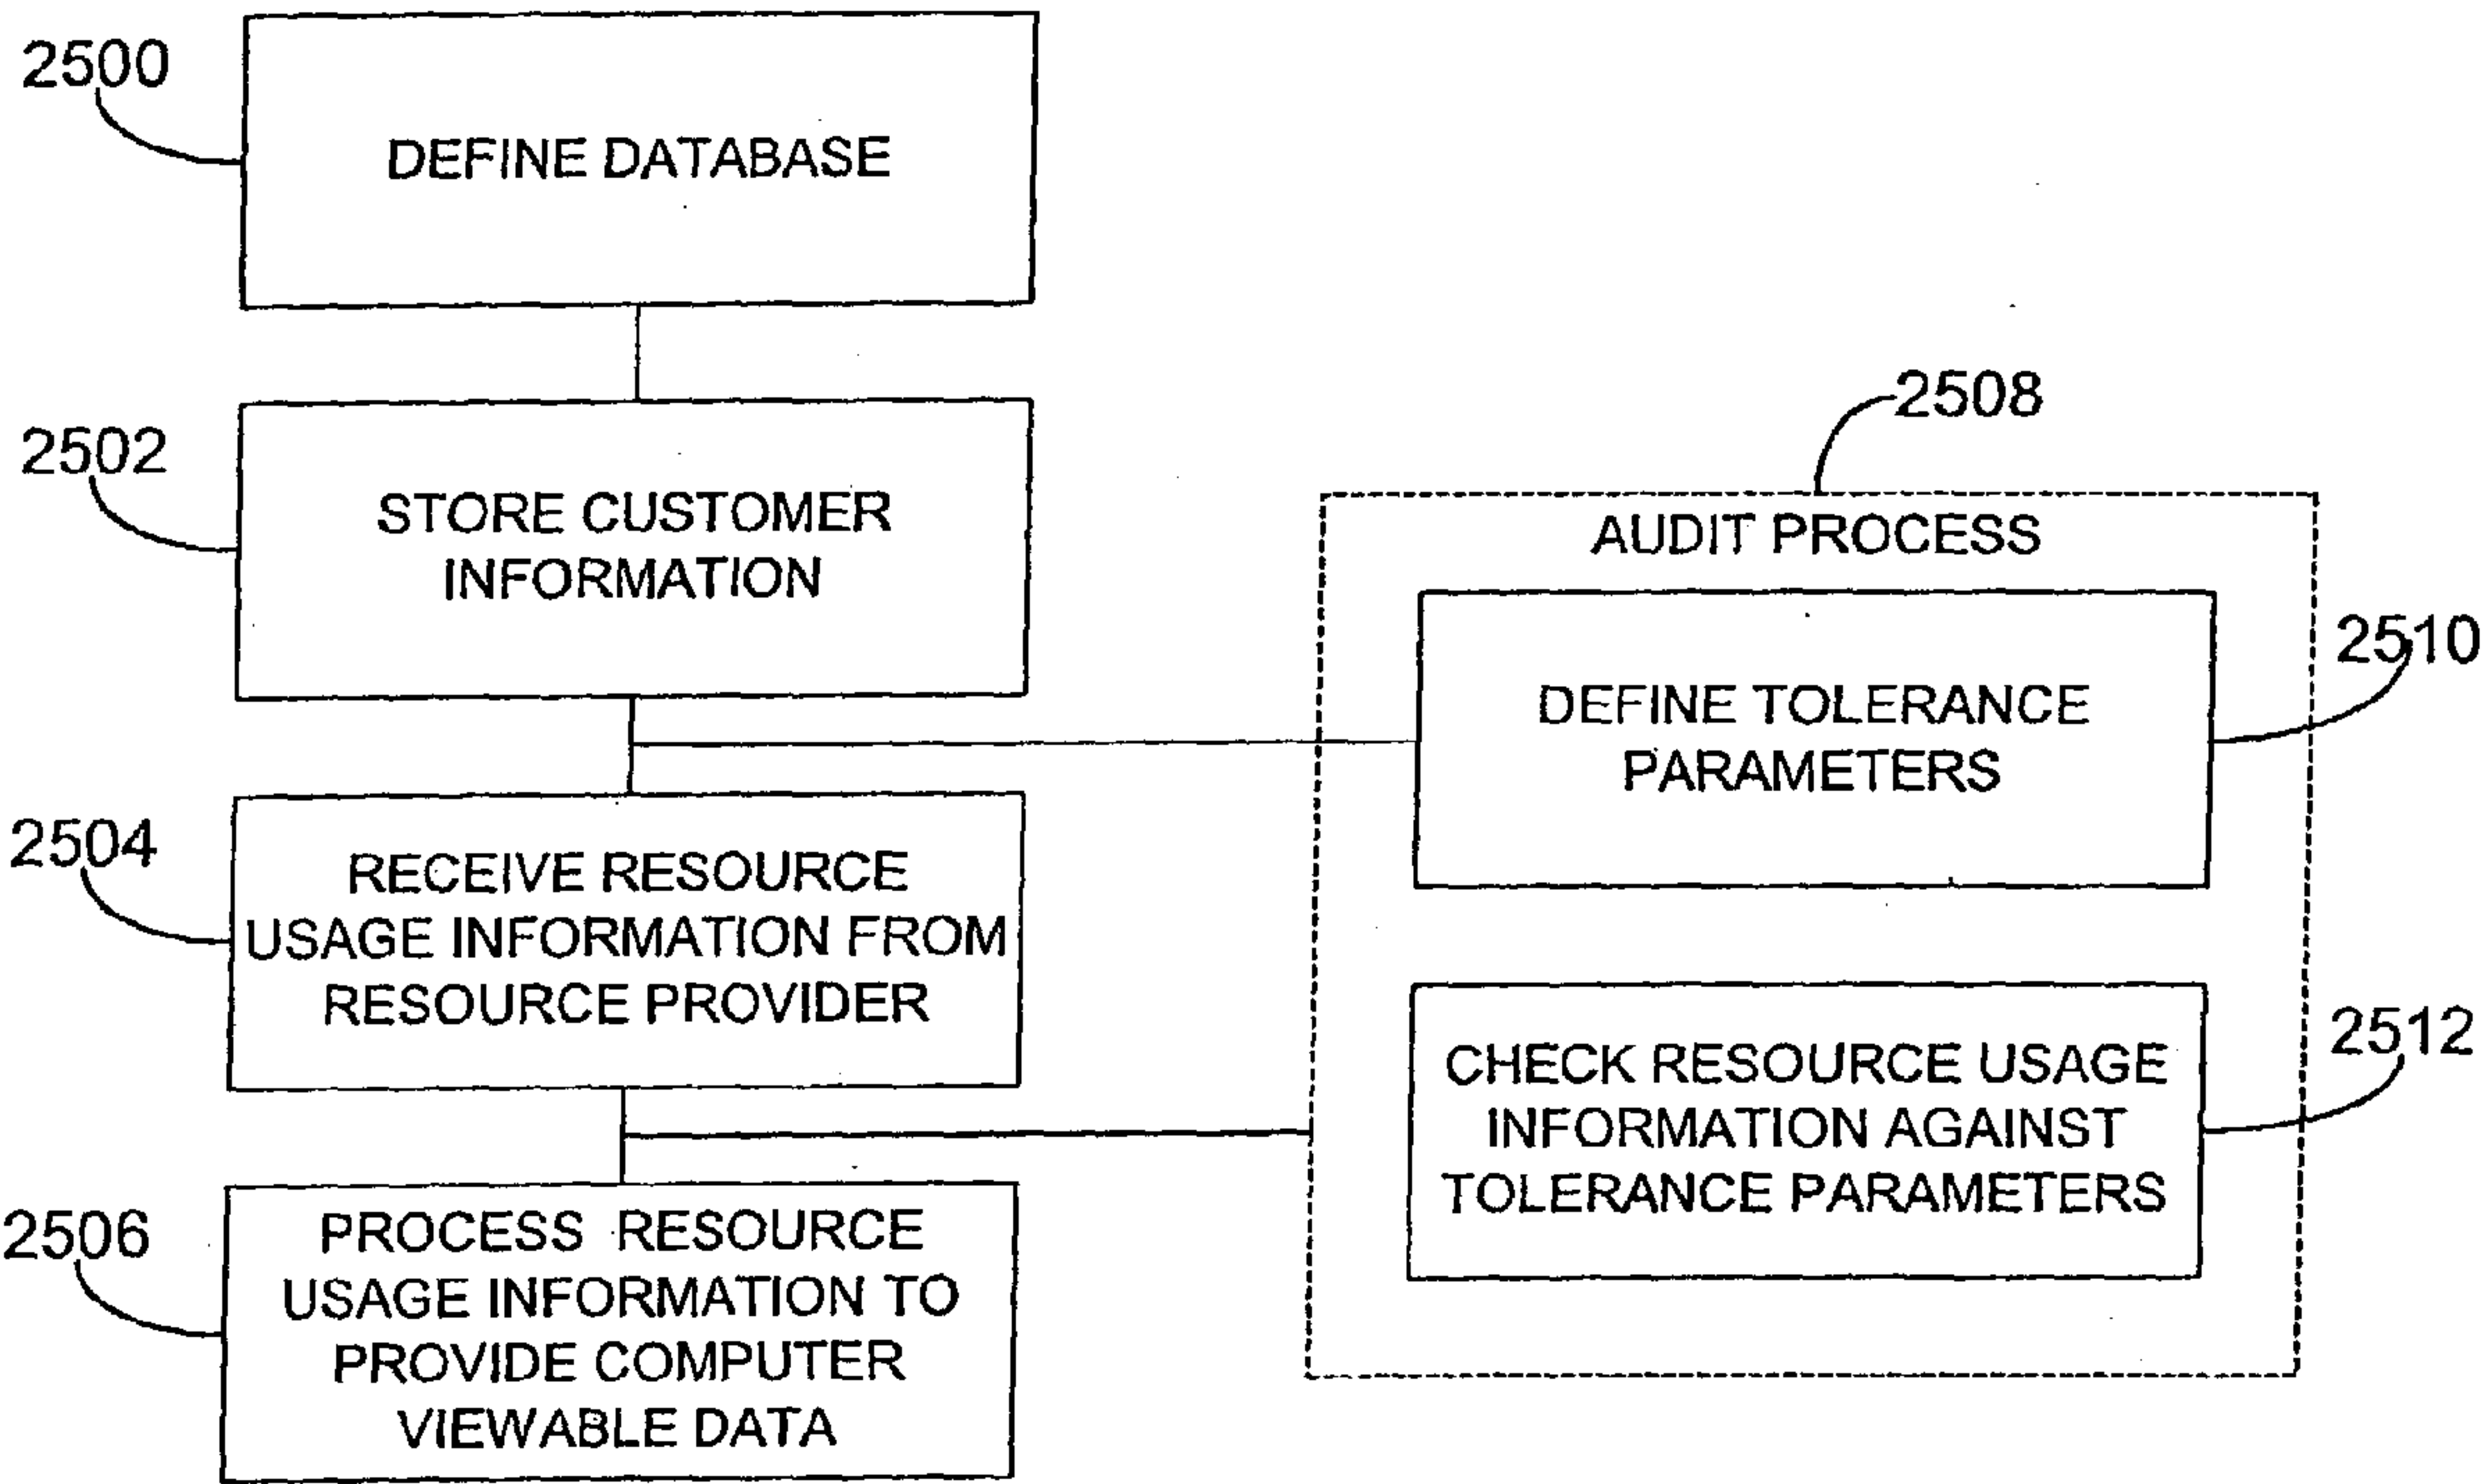 2500
DEFINE DATABASE
2502
STORE CUSTOMER
INFORMATION
2504
RECEIVE RESOURCE
USAGE INFORMATION FROM
RESOURCE PROVIDER
2506
PROCESS RESOURCE
USAGE INFORMATION TO
PROVIDE COMPUTER
VIEWABLE DATA
2508
AUDIT PROCESS
2510
DEFINE TOLERANCE
PARAMETERS
2512
CHECK RESOURCE USAGE
INFORMATION AGAINST
TOLERANCE PARAMETERS